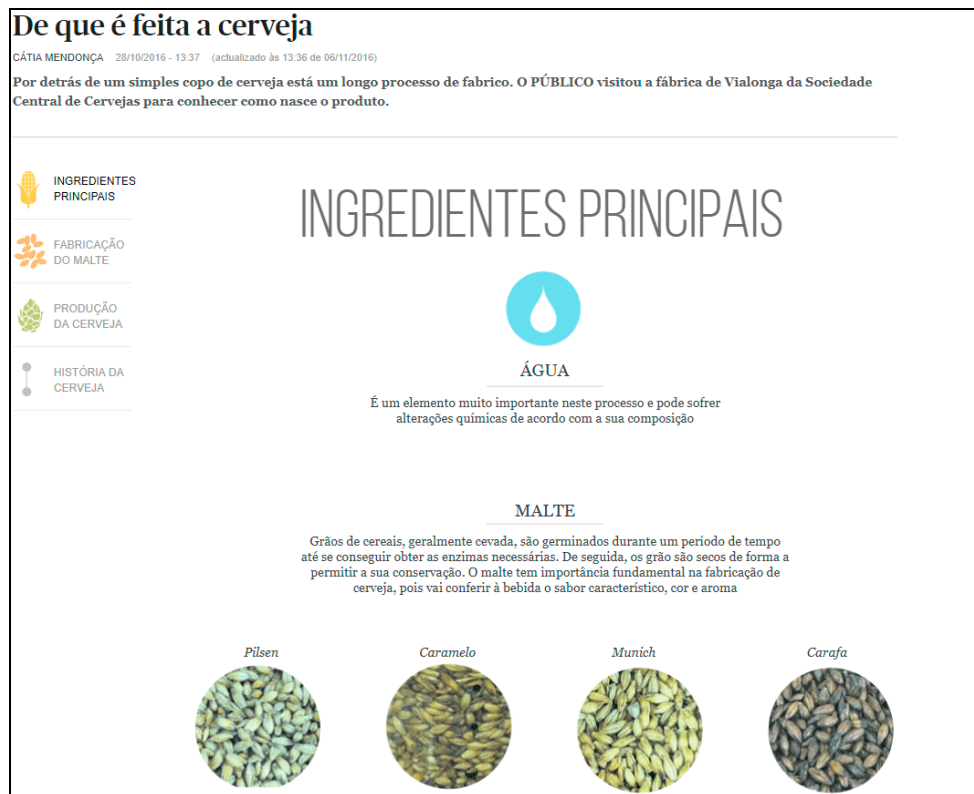 De que é feita a cerveja
CÁTIA MENDONÇA 28/10/2016 - 13:37 (actualizado às 13:36 de 06/11/2016)
Por detrás de um simples copo de cerveja está um longo processo de fabrico. O PÚBLICO visitou a fábrica de Vialonga da Sociedade
Central de Cervejas para conhecer como nasce o produto.
INGREDIENTES
PRINCIPAIS
FABRICAÇÃO
DO MALTE
PRODUÇÃO
DA CERVEJA
HISTÓRIA DA
CERVEJA
INGREDIENTES PRINCIPAIS
ÁGUA
É um elemento muito importante neste processo e pode sofrer
alterações químicas de acordo com a sua composição
MALTE
Grãos de cereais, geralmente cevada, são germinados durante um período de tempo
até se conseguir obter as enzimas necessárias. De seguida, os grão são secos de forma a
permitir a sua conservação. O malte tem importância fundamental na fabricação de
cerveja, pois vai conferir à bebida o sabor característico, cor e aroma
Pilsen
Caramelo
Munich
Carafa